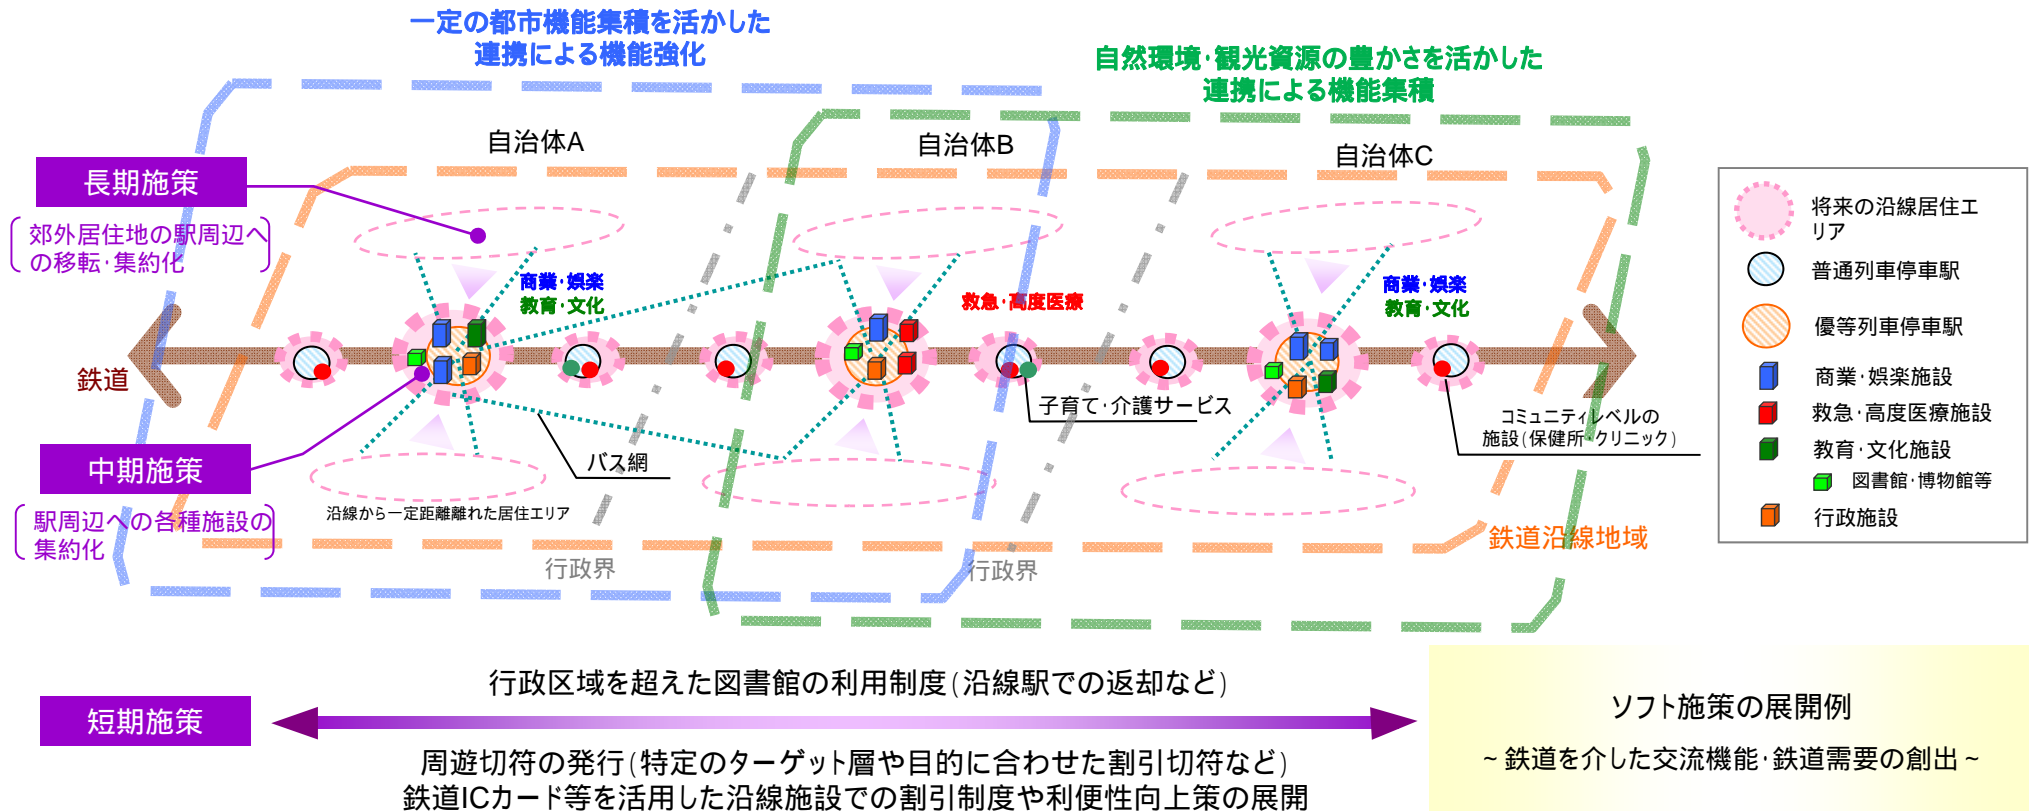 一定の都市機能集積を活かした
連携による機能強化
自然環境・観光資源の豊かさを活かした
連携による機能集積
自治体A
自治体B
自治体C
長期施策
郊外居住地の駅周辺へ
の移転・集約化
商業・娯楽
教育・文化
救急・高度医療
商業・娯楽
教育・文化
鉄道
中期施策
駅周辺への各種施設の
集約化
バス網
沿線から一定距離離れた居住エリア
子育て・介護サービス
コミュニティレベルの
施設(保健所・クリニック)
行政界
行政界
鉄道沿線地域
将来の沿線居住エ
リア
普通列車停車駅
優等列車停車駅
商業・娯楽施設
救急・高度医療施設
教育・文化施設
図書館・博物館等
行政施設
短期施策
行政区域を超えた図書館の利用制度(沿線駅での返却など)
周遊切符の発行(特定のターゲット層や目的に合わせた割引切符など)
鉄道ICカード等を活用した沿線施設での割引制度や利便性向上策の展開
ソフト施策の展開例
~鉄道を介した交流機能・鉄道需要の創出~